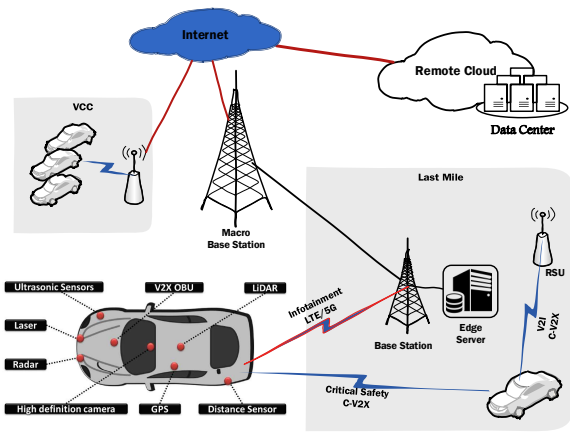 Internet
Remote Cloud
Data Center
VCC
Macro
Base Station
Last Mile
RSU
V2I
C-V2X
Edge
Server
Base Station
Infotainment
LTE/5G
Critical Safety
C-V2X
Ultrasonic Sensors
V2X OBU
LiDAR
Laser
Radar
High definition camera
GPS
Distance Sensor